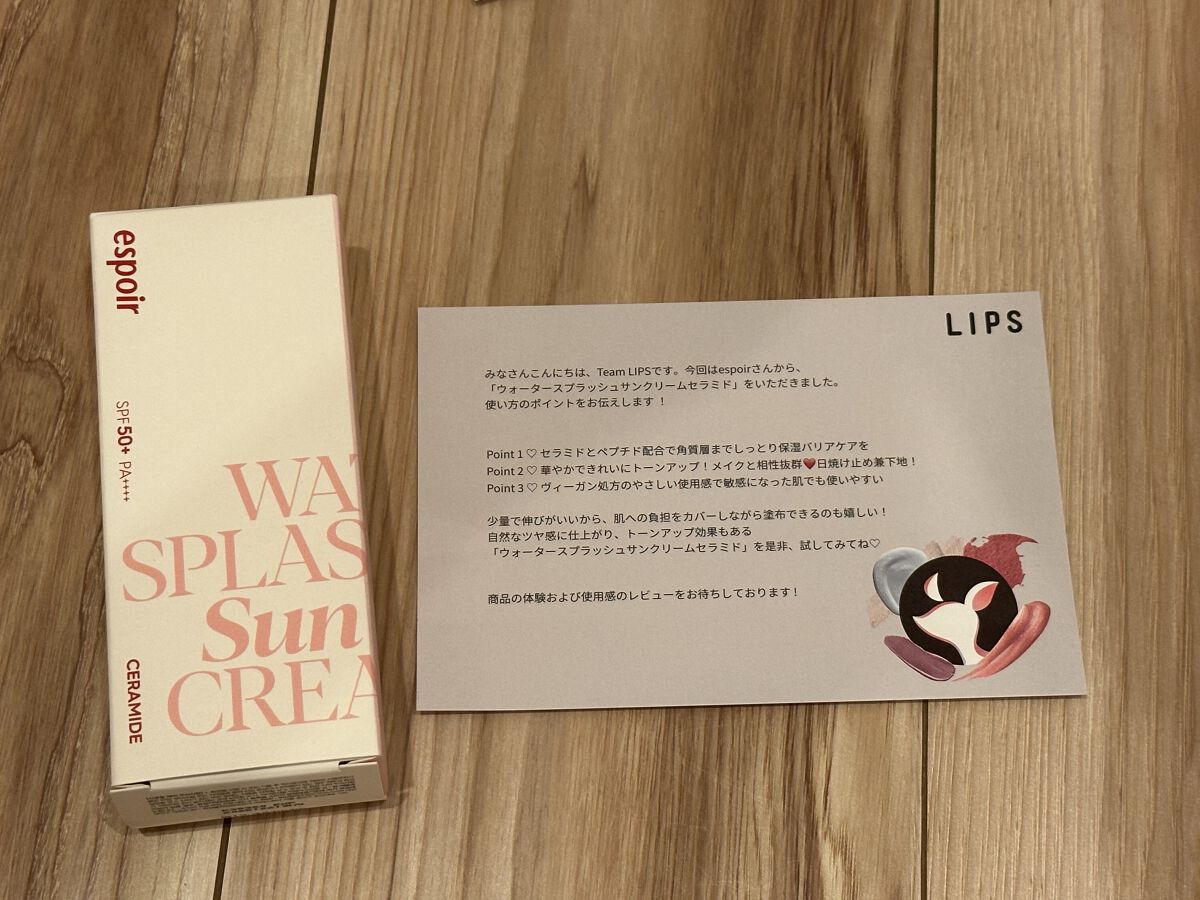 espoir
SPF50+ PA++++
WAT
SPLAS
Sun
CREA
CERAMIDE
LIPS
みなさんこんにちは、Team LIPSです。今回はespoirさんから、
「ウォータースプラッシュサンクリームセラミド」をいただきました。
使い方のポイントをお伝えします！
Point 1 ♡ セラミドとペプチド配合で角質層までしっとり保湿バリアケアを
Point 2 ♡ 華やかできれいにトーンアップ！メイクと相性抜群❤日焼け止め兼下地！
Point 3 ♡ ヴィーガン処方のやさしい使用感で敏感になった肌でも使いやすい
少量で伸びがいいから、肌への負担をカバーしながら塗布できるのも嬉しい！
自然なツヤ感に仕上がり、トーンアップ効果もある
「ウォータースプラッシュサンクリームセラミド」を是非、試してみてね♡
商品の体験および使用感のレビューをお待ちしております！